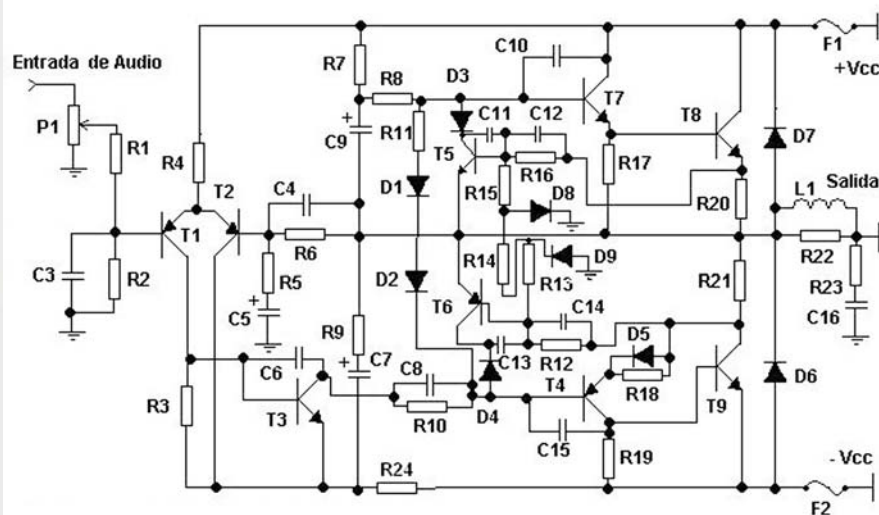 Entrada de Audio
P1
R1
R2
C3
R4
T1
T2
C4
R6
R5
C5
R3
C6
T3
R7
R8
C9
R9
C7
R11
D1
D2
C8
R10
D3
C10
C11
C12
T5
R16
R15
D8
R14
D9
R13
T6
C14
C13
R12
D4
D5
T4
R18
C15
R19
R24
T7
T8
R17
R20
R21
T9
D7
D6
L1
Salida
R22
R23
C16
F1
+Vcc
-Vcc
F2